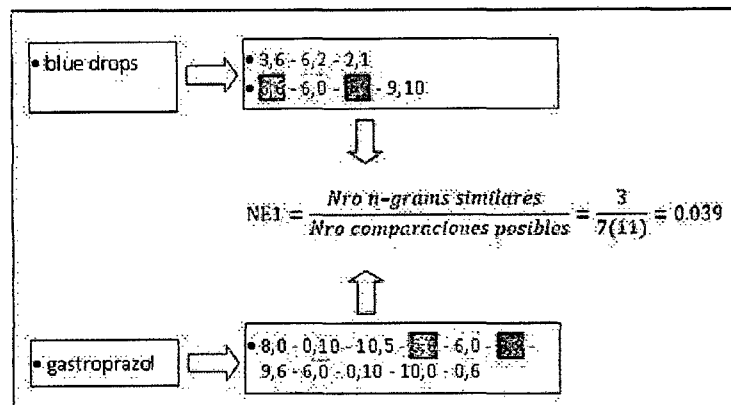 • blue drops
• 3,6 - 6,2 - 2,1
• - 6,0 - - 9,10
NE1 = Nro n-grams similares / Nro comparaciones posibles = 3 / 7(11) = 0.039
• gastroprazol
• 8,0 - 0,10 - 10,5 - - 6,0 - -
9,6 - 6,0 - 0,10 - 10,0 - 0,6